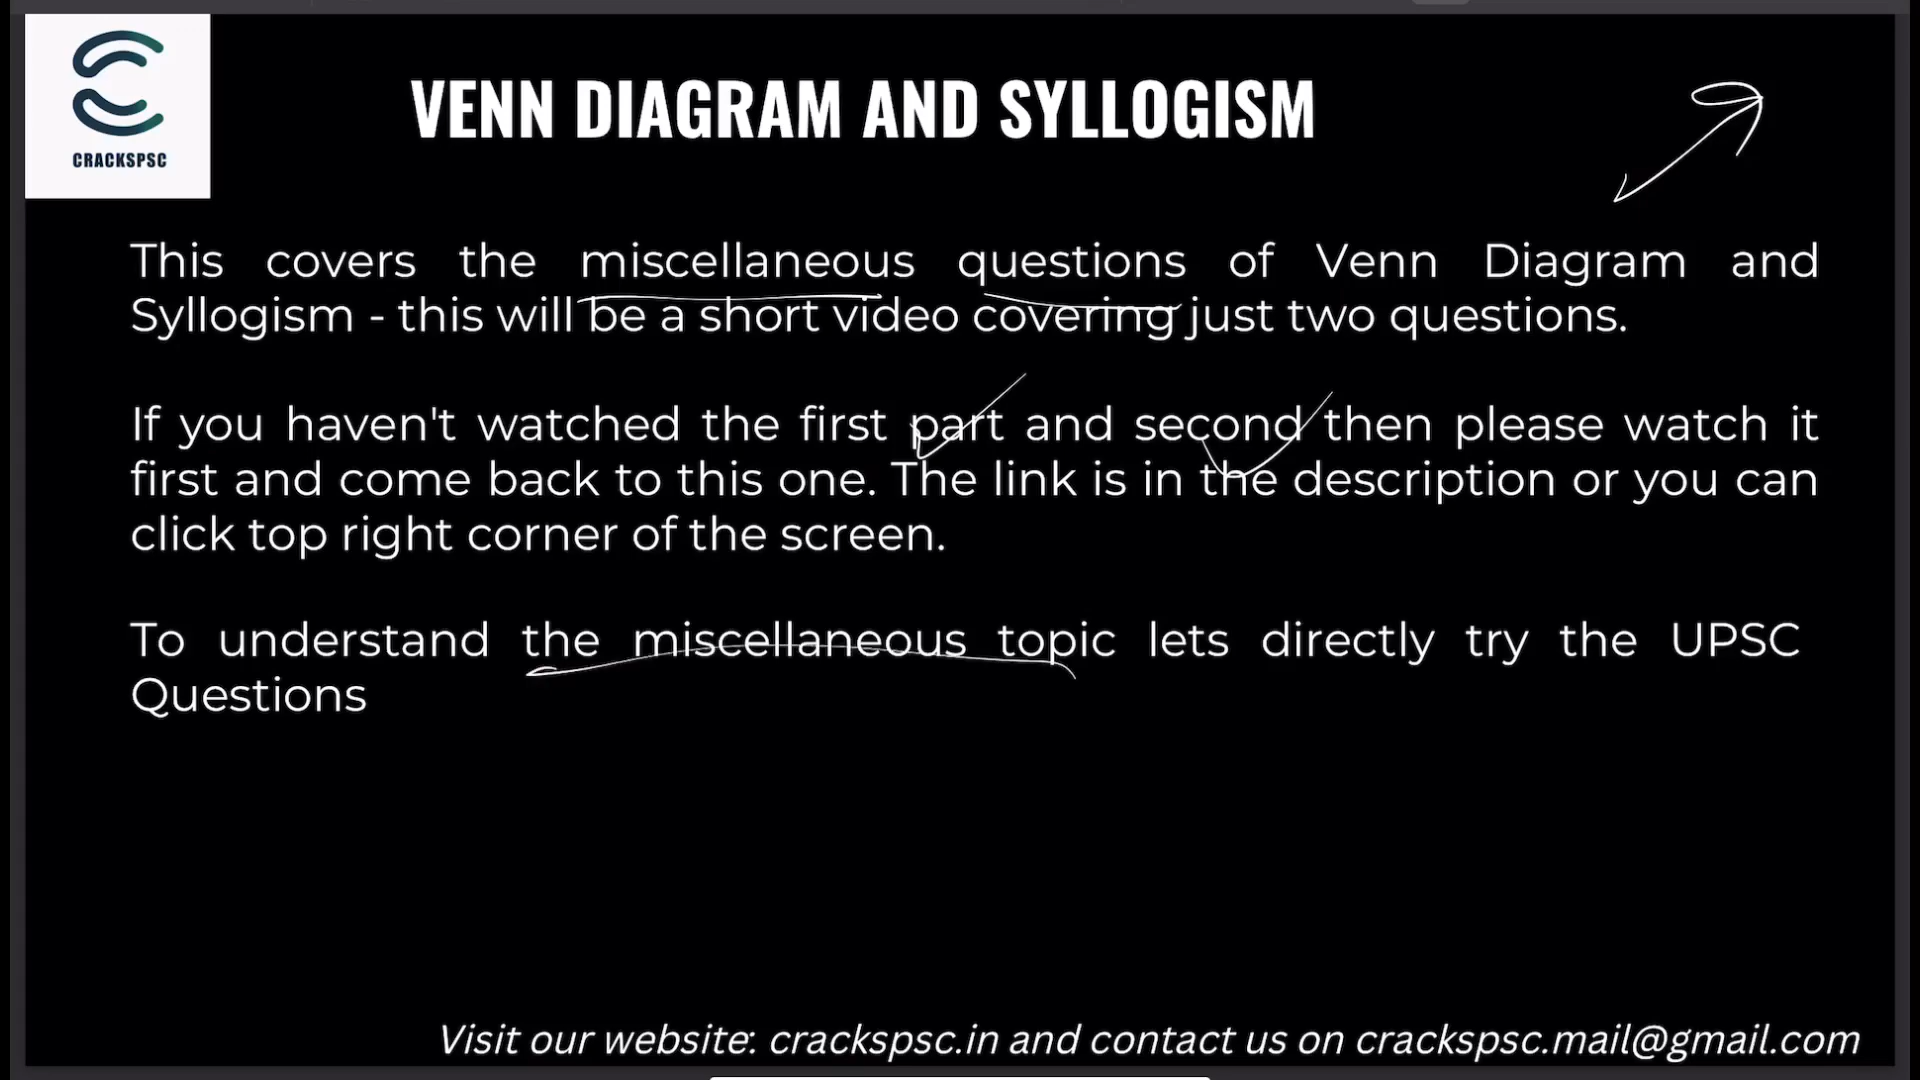 CRACKSPSC
VENN DIAGRAM AND SYLLOGISM
This covers the miscellaneous questions of Venn Diagram and
Syllogism - this will be a short video covering just two questions.
If you haven't watched the first part and second then please watch it
first and come back to this one. The link is in the description or you can
click top right corner of the screen.
To understand the miscellaneous topic lets directly try the UPSC
Questions
Visit our website: crackspsc.in and contact us on crackspsc.mail@gmail.com